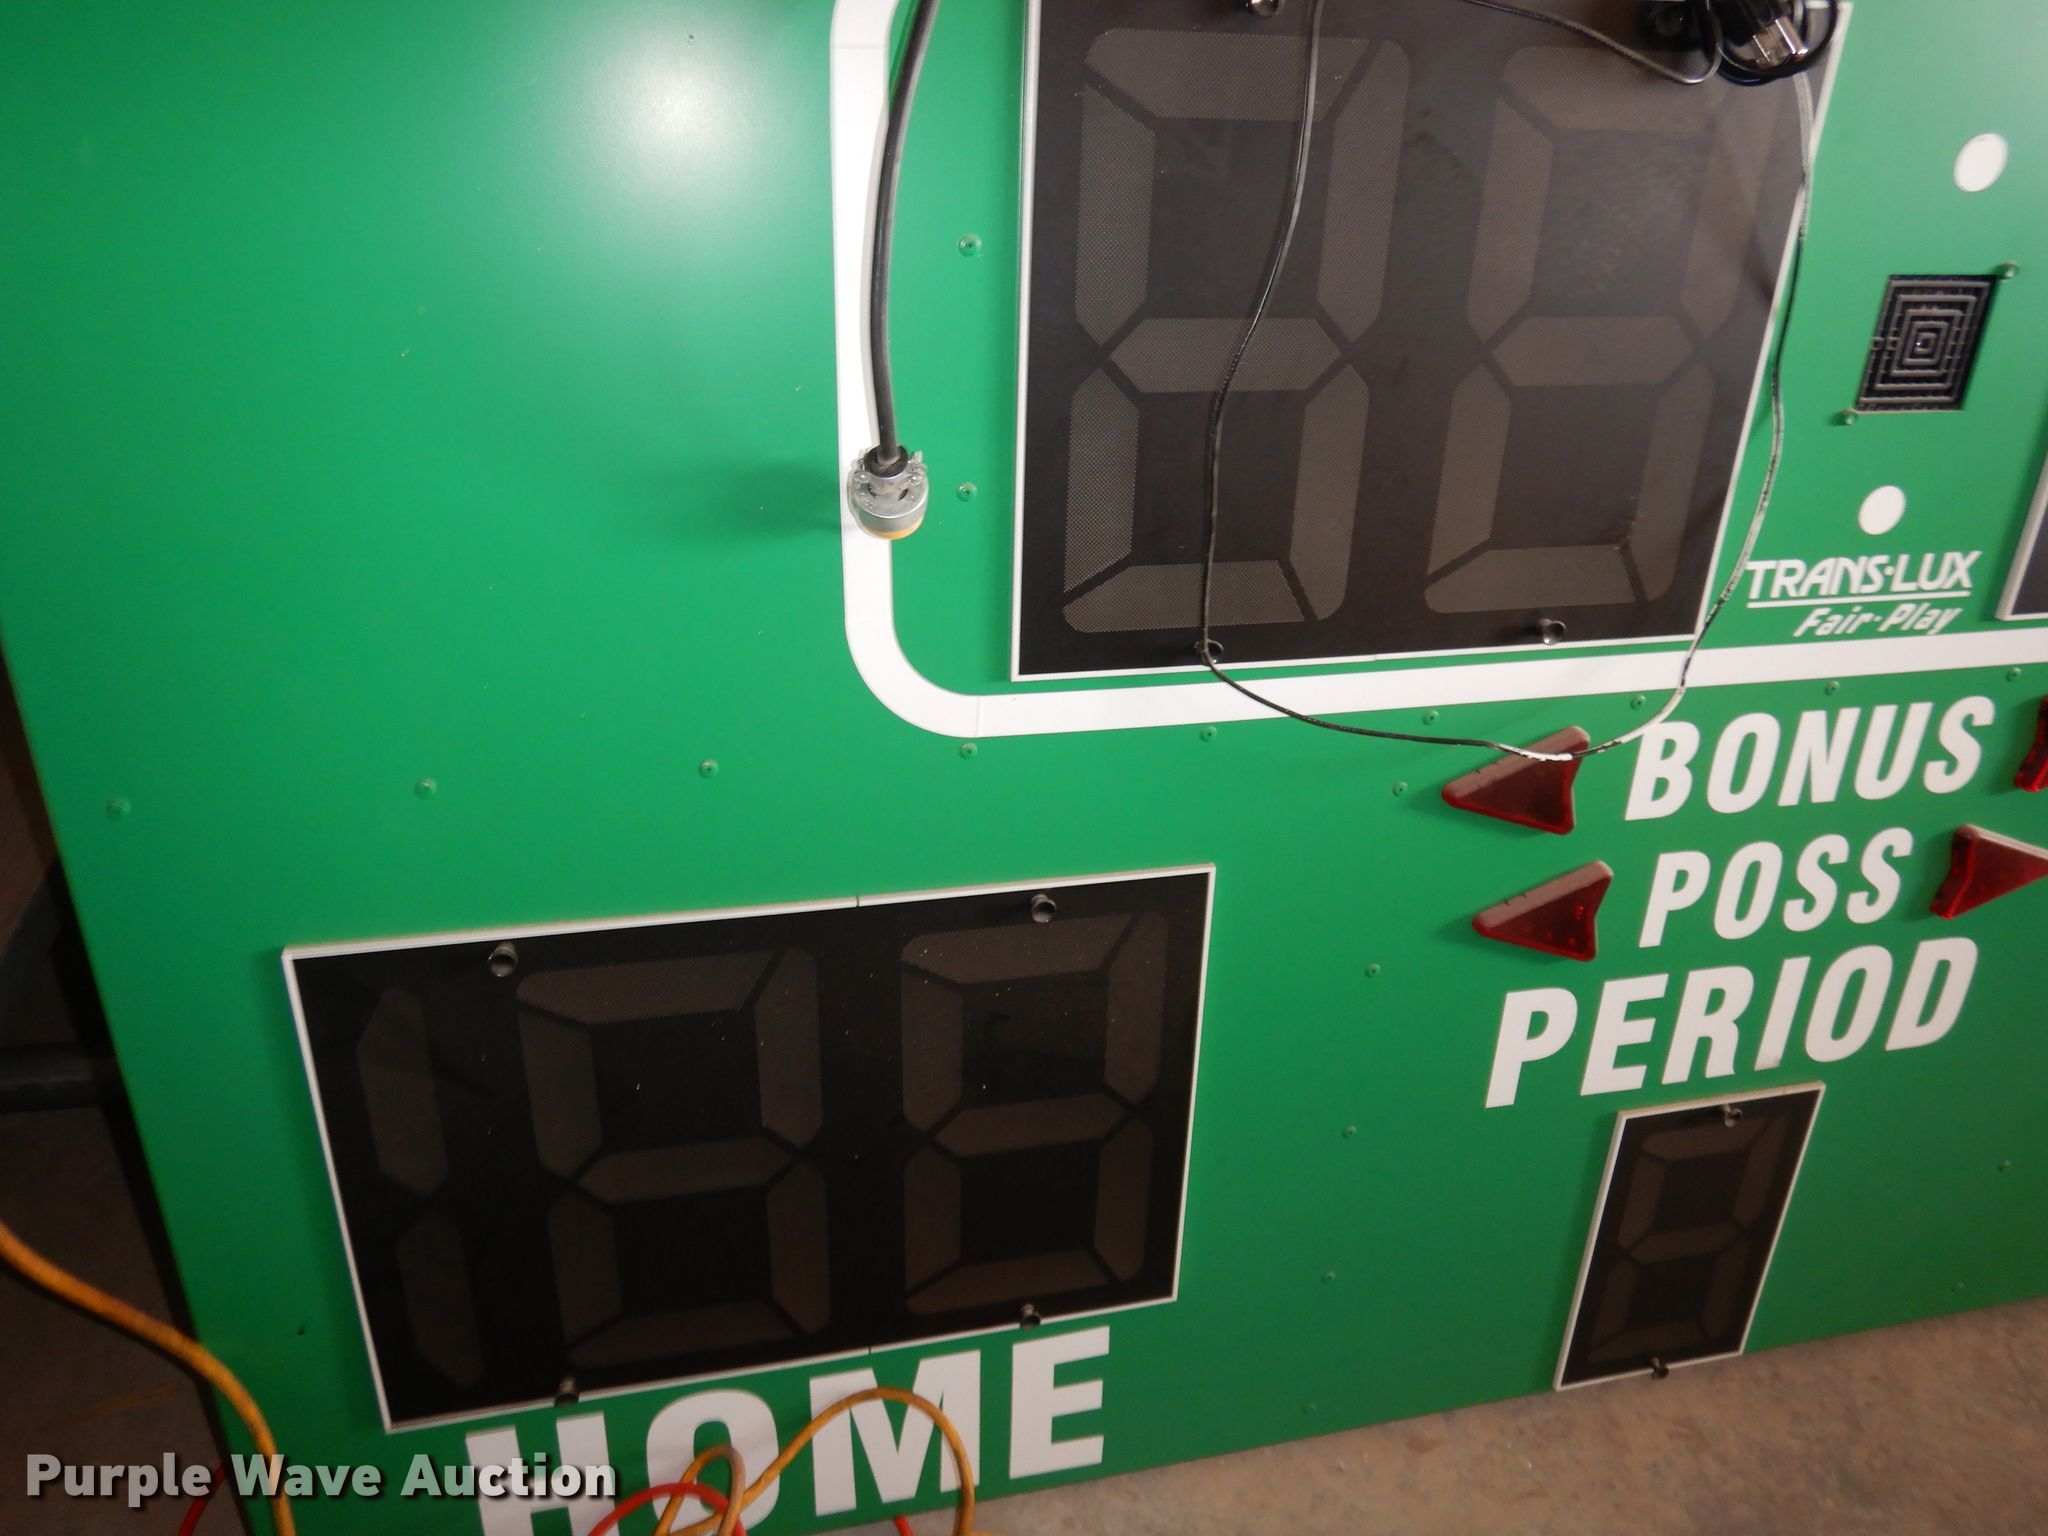 TRANS·LUX
Fair·Play
BONUS
POSS
PERIOD
HOME
Purple Wave Auction